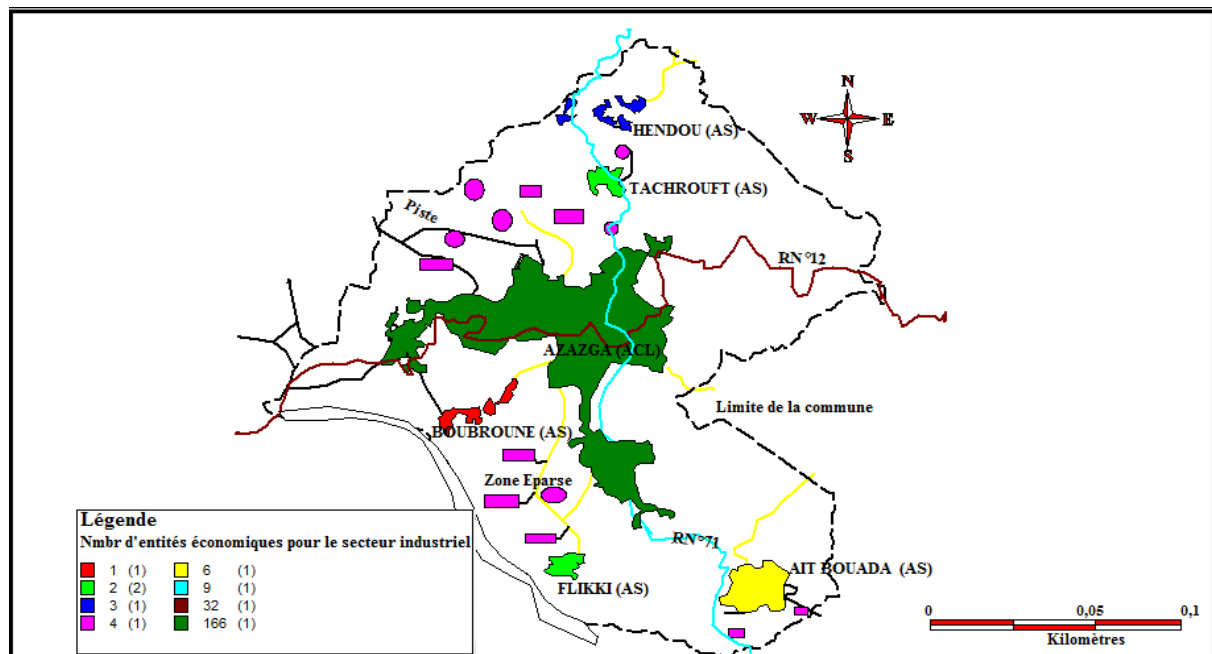 N
W E
S
HENDOU (AS)
TACHROUFT (AS)
Piste
RN°12
AZAZGA (ACL)
Limite de la commune
BOUBROUNE (AS)
Zone Eparse
RN°71
FLIKKI (AS)
AIT BOUADA (AS)
Légende
Nmbr d'entités économiques pour le secteur industriel
1 (1) 6 (1)
2 (2) 9 (1)
3 (1) 32 (1)
4 (1) 166 (1)
0 0,05 0,1
Kilomètres